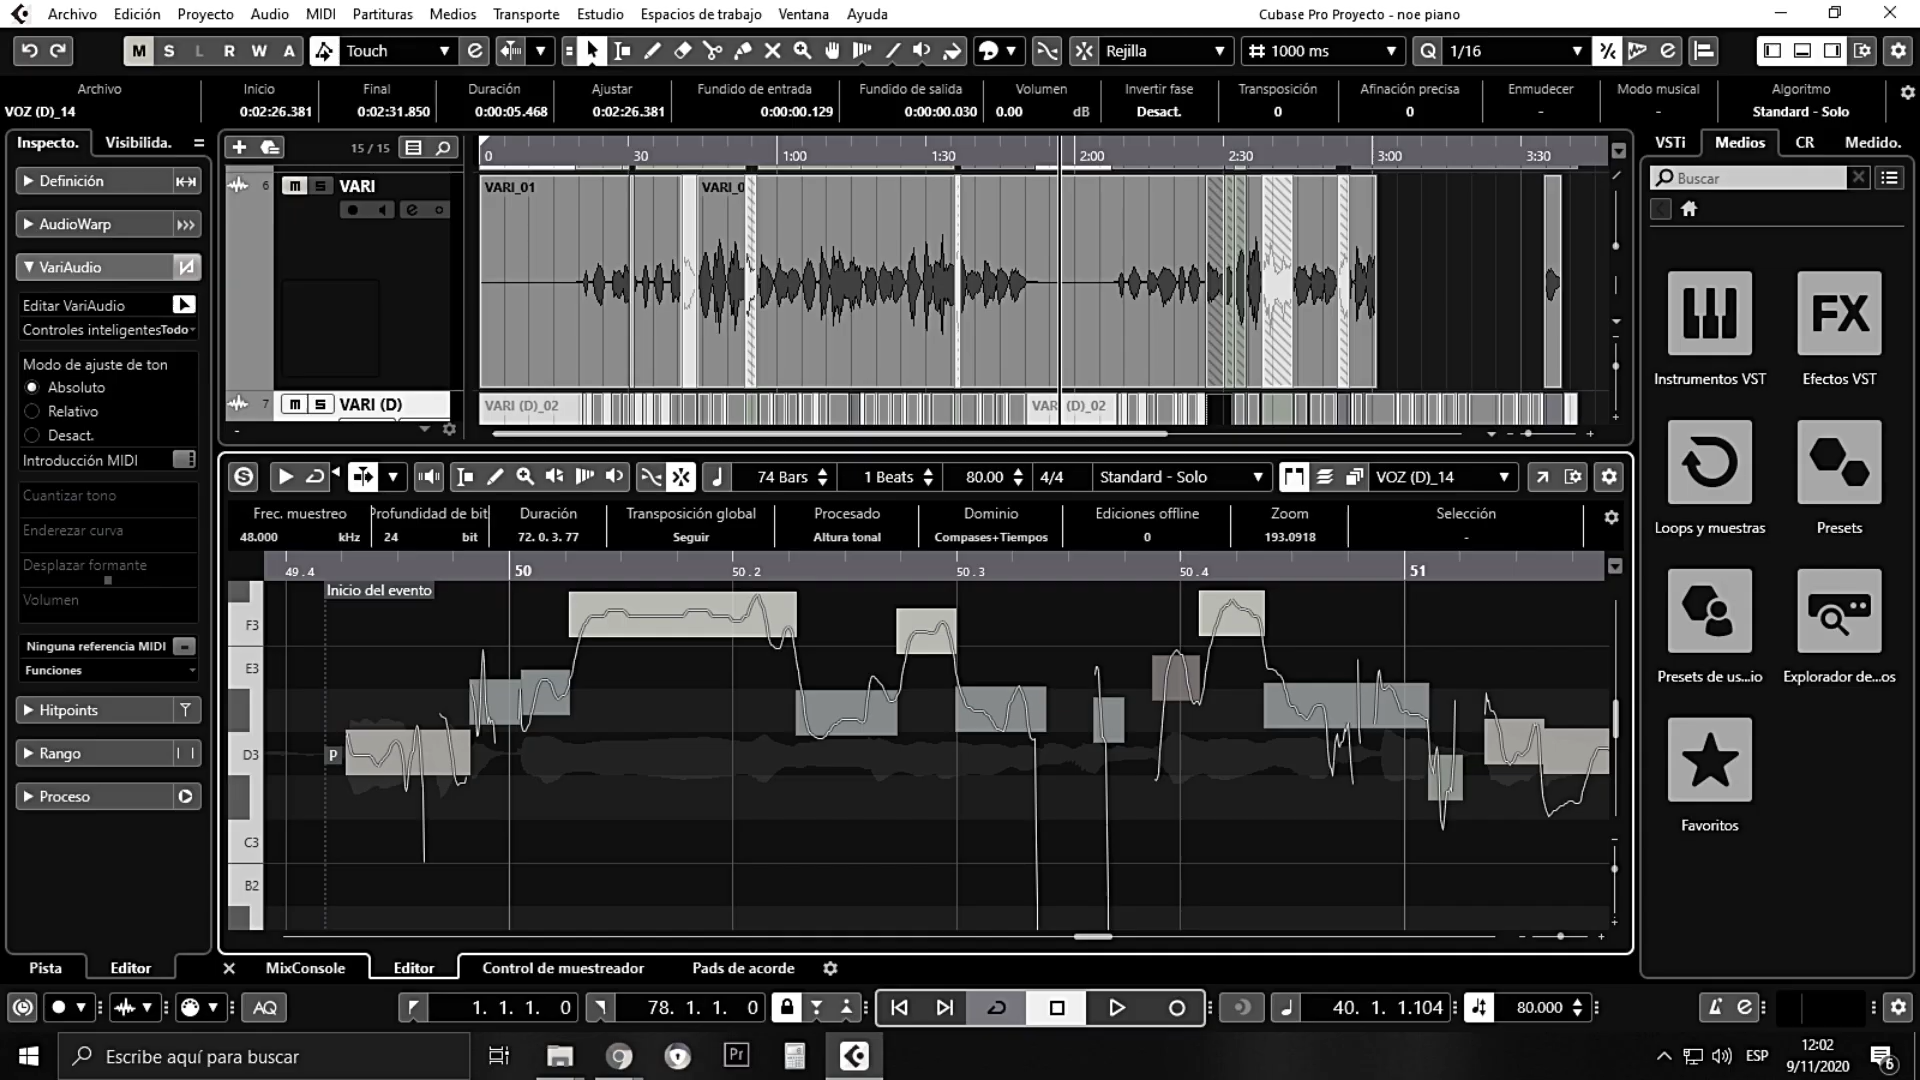 Archivo Edición Proyecto Audio MIDI Partituras Medios Transporte Estudio Espacios de trabajo Ventana Ayuda Cubase Pro Proyecto - noe piano
M S L R W A Touch Rejilla 1000 ms Q 1/16
Archivo Inicio Final Duración Ajustar Fundido de entrada Fundido de salida Volumen Invertir fase Transposición Afinación precisa Enmudecer Modo musical Algoritmo
VOZ (D)_14 0:02:26.381 0:02:31.850 0:00:05.468 0:02:26.381 0:00:00.129 0:00:00.030 0.00 dB Desact. 0 0 - - Standard - Solo
Inspecto. Visibilida. 15 / 15 0 30 1:00 1:30 2:00 2:30 3:00 3:30 VSTi Medios CR Medido.
Definición 6 m S VARI VARI_01 VARI_0 Buscar
AudioWarp
VariAudio
Editar VariAudio
Controles inteligentes Todo
Modo de ajuste de ton
Absoluto
Relativo
Desact.
Introducción MIDI
Cuantizar tono
Enderezar curva
Desplazar formante
Volumen
Ninguna referencia MIDI
Funciones
Hitpoints
Rango
Proceso
7 m S VARI (D) VARI (D)_02 VARI (D)_02
Instrumentos VST FX Efectos VST
Loops y muestras Presets
Presets de us...io Explorador de...os
Favoritos
74 Bars 1 Beats 80.00 4/4 Standard - Solo VOZ (D)_14
Frec. muestreo Profundidad de bit Duración Transposición global Procesado Dominio Ediciones offline Zoom Selección
48.000 kHz 24 bit 72. 0. 3. 77 Seguir Altura tonal Compases+Tiempos 0 193.0918 -
49. 4 50 50. 2 50. 3 50. 4 51
Inicio del evento
F3
E3
D3 p
C3
B2
Pista Editor MixConsole Editor Control de muestreador Pads de acorde
AQ 1. 1. 1. 0 78. 1. 1. 0 40. 1. 1.104 80.000
Escribe aquí para buscar Pr ESP 12:02
9/11/2020 6